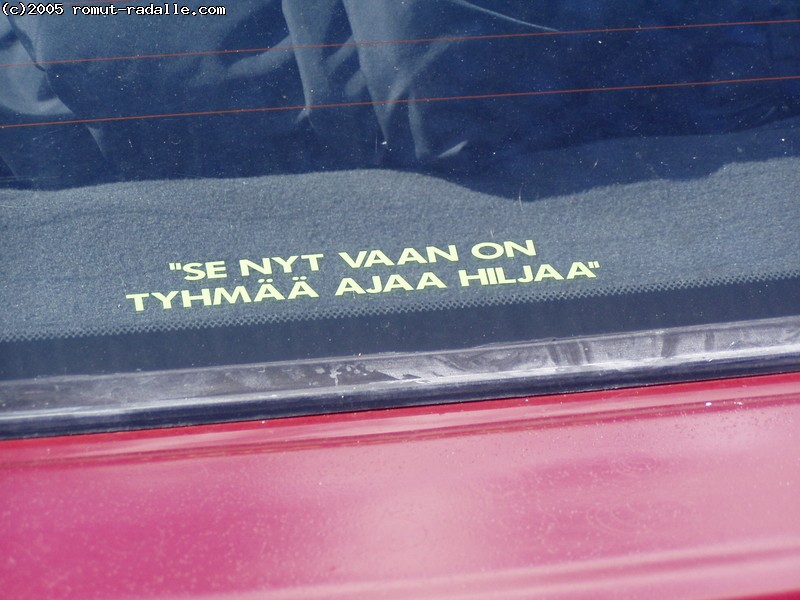 (c)2005 romut-radalle.com
"SE NYT VAAN ON
TYHMÄÄ AJAA HILJAA"